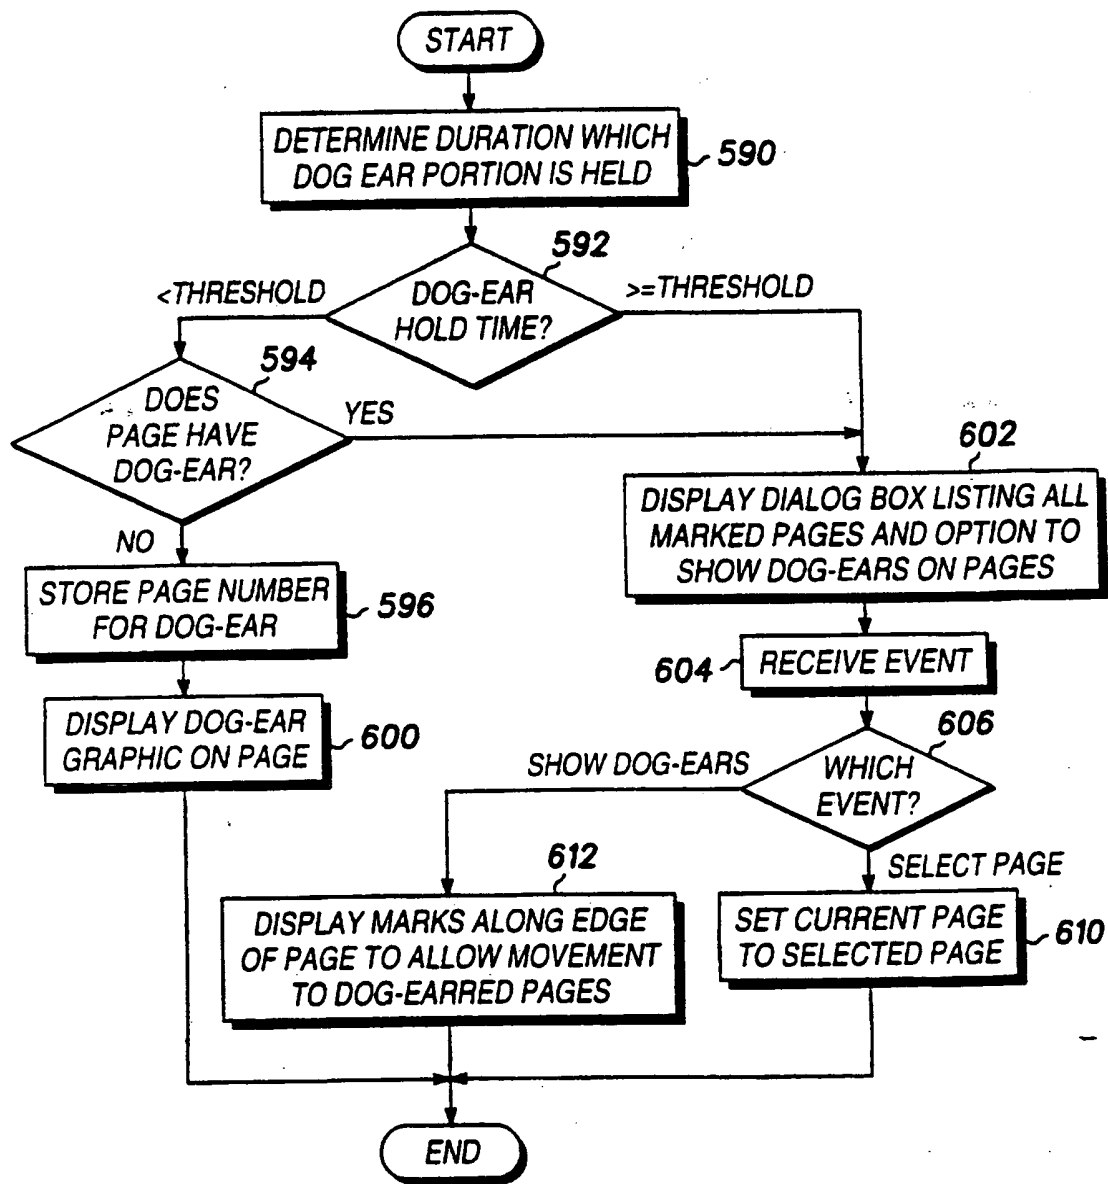 START
DETERMINE DURATION WHICH
DOG EAR PORTION IS HELD
590
592
<THRESHOLD
DOG-EAR
HOLD TIME?
>=THRESHOLD
594
DOES
PAGE HAVE
DOG-EAR?
YES
NO
602
DISPLAY DIALOG BOX LISTING ALL
MARKED PAGES AND OPTION TO
SHOW DOG-EARS ON PAGES
STORE PAGE NUMBER
FOR DOG-EAR
596
604
RECEIVE EVENT
DISPLAY DOG-EAR
GRAPHIC ON PAGE
600
606
SHOW DOG-EARS
WHICH
EVENT?
SELECT PAGE
612
DISPLAY MARKS ALONG EDGE
OF PAGE TO ALLOW MOVEMENT
TO DOG-EARRED PAGES
SET CURRENT PAGE
TO SELECTED PAGE
610
END